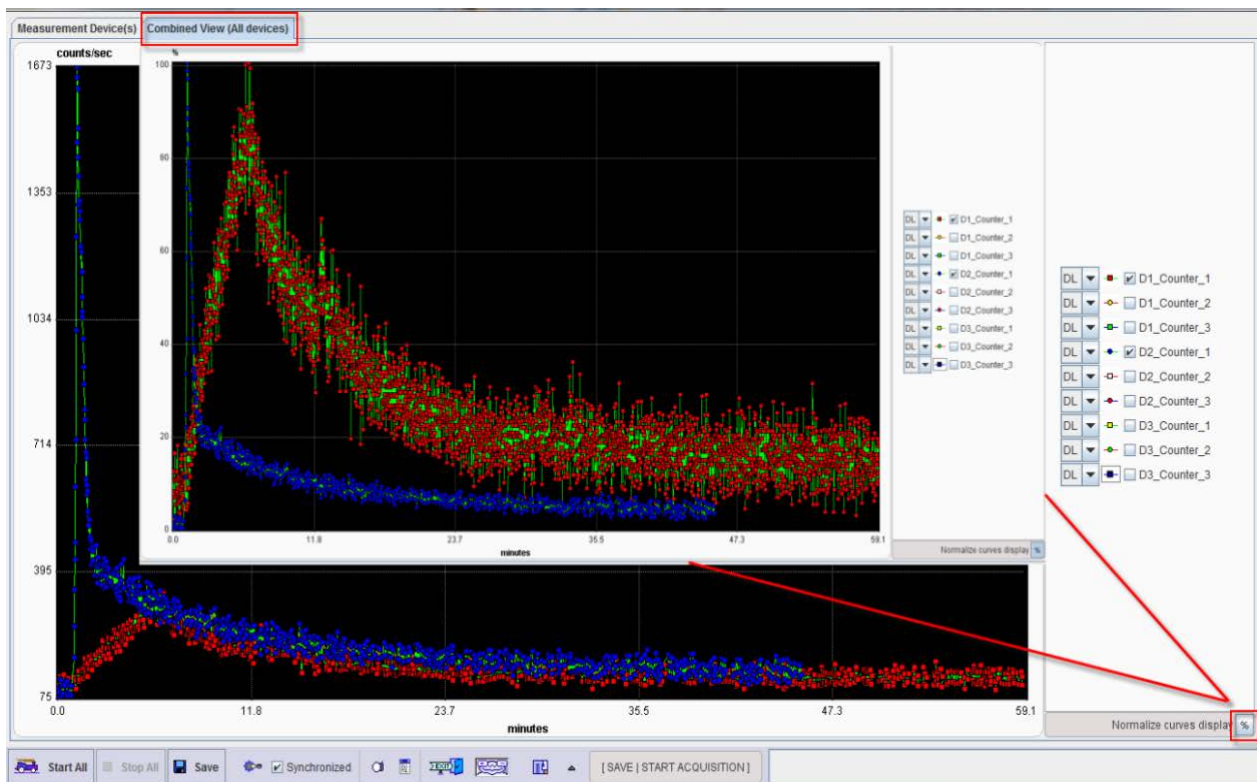 Measurement Device(s) Combined View (All devices)
counts/sec
1673
1353
1034
714
395
75
0.0 11.8 23.7 35.5 47.3 59.1
minutes
%
100
80
60
40
20
0
0.0 11.8 23.7 35.5 47.3 59.1
minutes
DL D1_Counter_1
DL D1_Counter_2
DL D1_Counter_3
DL D2_Counter_1
DL D2_Counter_2
DL D2_Counter_3
DL D3_Counter_1
DL D3_Counter_2
DL D3_Counter_3
Normalize curves display %
DL D1_Counter_1
DL D1_Counter_2
DL D1_Counter_3
DL D2_Counter_1
DL D2_Counter_2
DL D2_Counter_3
DL D3_Counter_1
DL D3_Counter_2
DL D3_Counter_3
Normalize curves display %
Start All Stop All Save Synchronized EXIT [ SAVE | START ACQUISITION ]